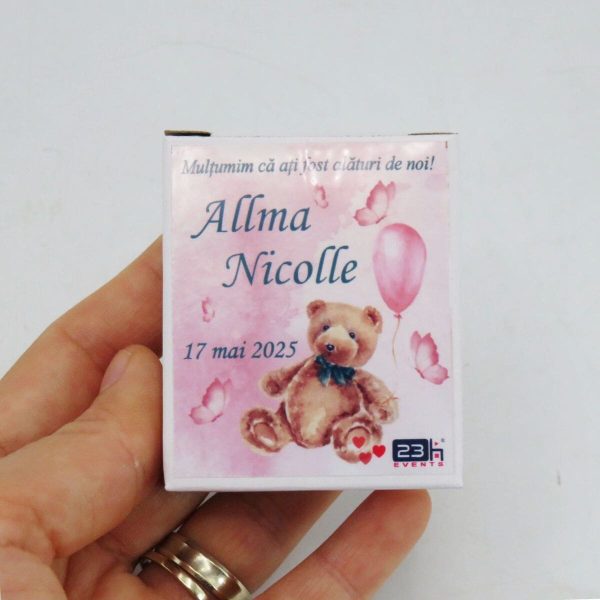 Mulțumim că ați fost alături de noi!
Allma
Nicolle
17 mai 2025
23h
EVENTS